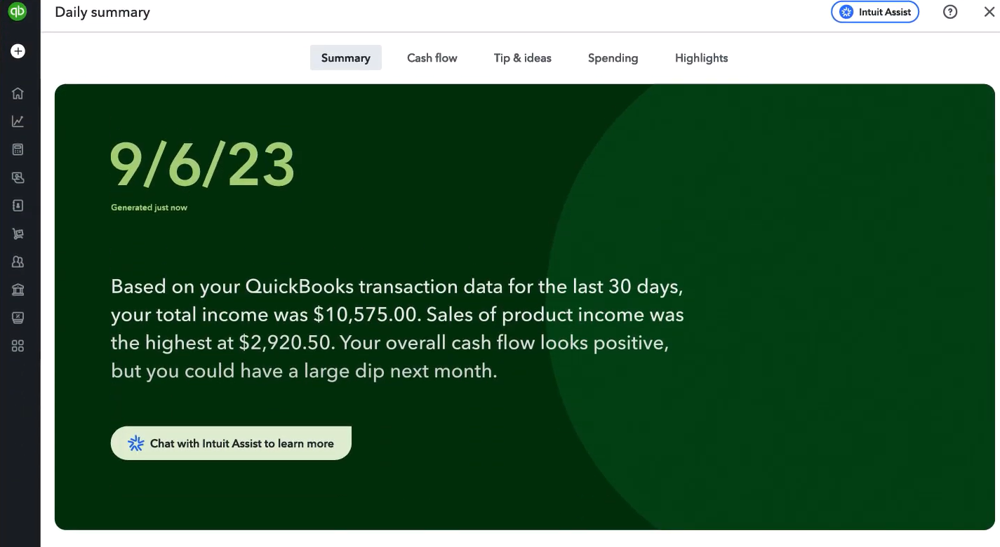 qb
Daily summary
Intuit Assist
?
Summary
Cash flow
Tip & ideas
Spending
Highlights
9/6/23
Generated just now
Based on your QuickBooks transaction data for the last 30 days,
your total income was $10,575.00. Sales of product income was
the highest at $2,920.50. Your overall cash flow looks positive,
but you could have a large dip next month.
Chat with Intuit Assist to learn more